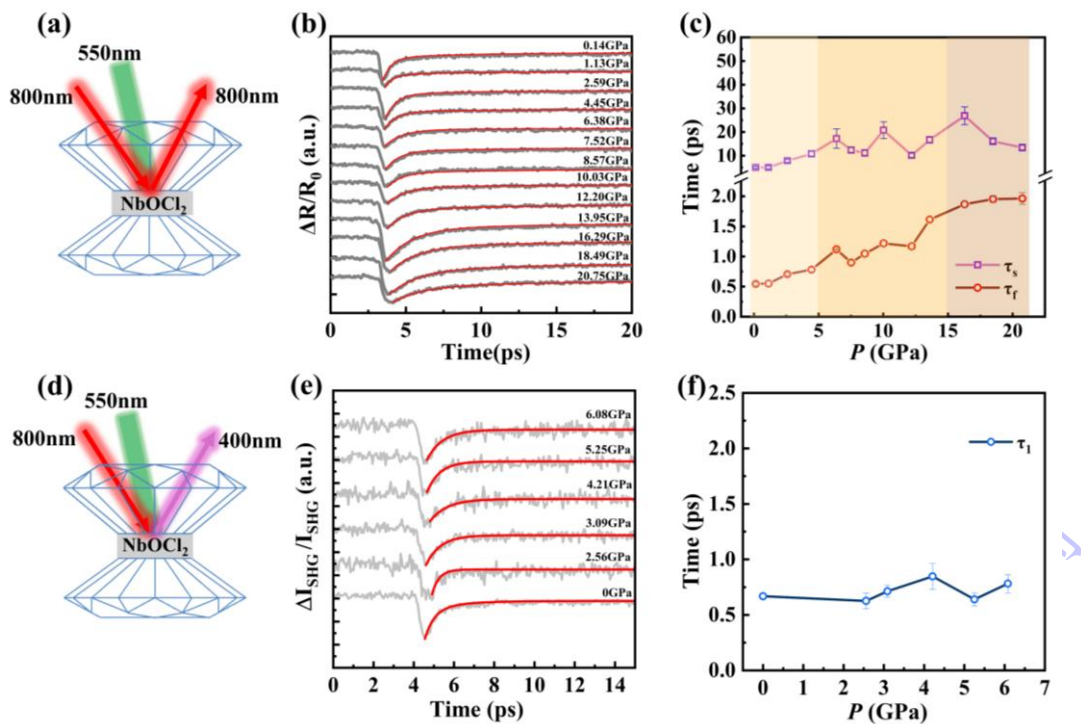 (a)
550nm
800nm
800nm
NbOCl₂
(b)
ΔR/R₀ (a.u.)
0.14GPa
1.13GPa
2.59GPa
4.45GPa
6.38GPa
7.52GPa
8.57GPa
10.03GPa
12.20GPa
13.95GPa
16.29GPa
18.49GPa
20.75GPa
0 5 10 15 20
Time(ps)
(c)
Time (ps)
60
50
40
30
20
10
2.0
1.5
1.0
0.5
0.0
τₛ
τf
0 5 10 15 20
P (GPa)
(d)
550nm
800nm
400nm
NbOCl₂
(e)
ΔI_SHG/I_SHG (a.u.)
6.08GPa
5.25GPa
4.21GPa
3.09GPa
2.56GPa
0GPa
0 2 4 6 8 10 12 14
Time (ps)
(f)
Time (ps)
2.5
2.0
1.5
1.0
0.5
0.0
τ₁
0 1 2 3 4 5 6 7
P (GPa)